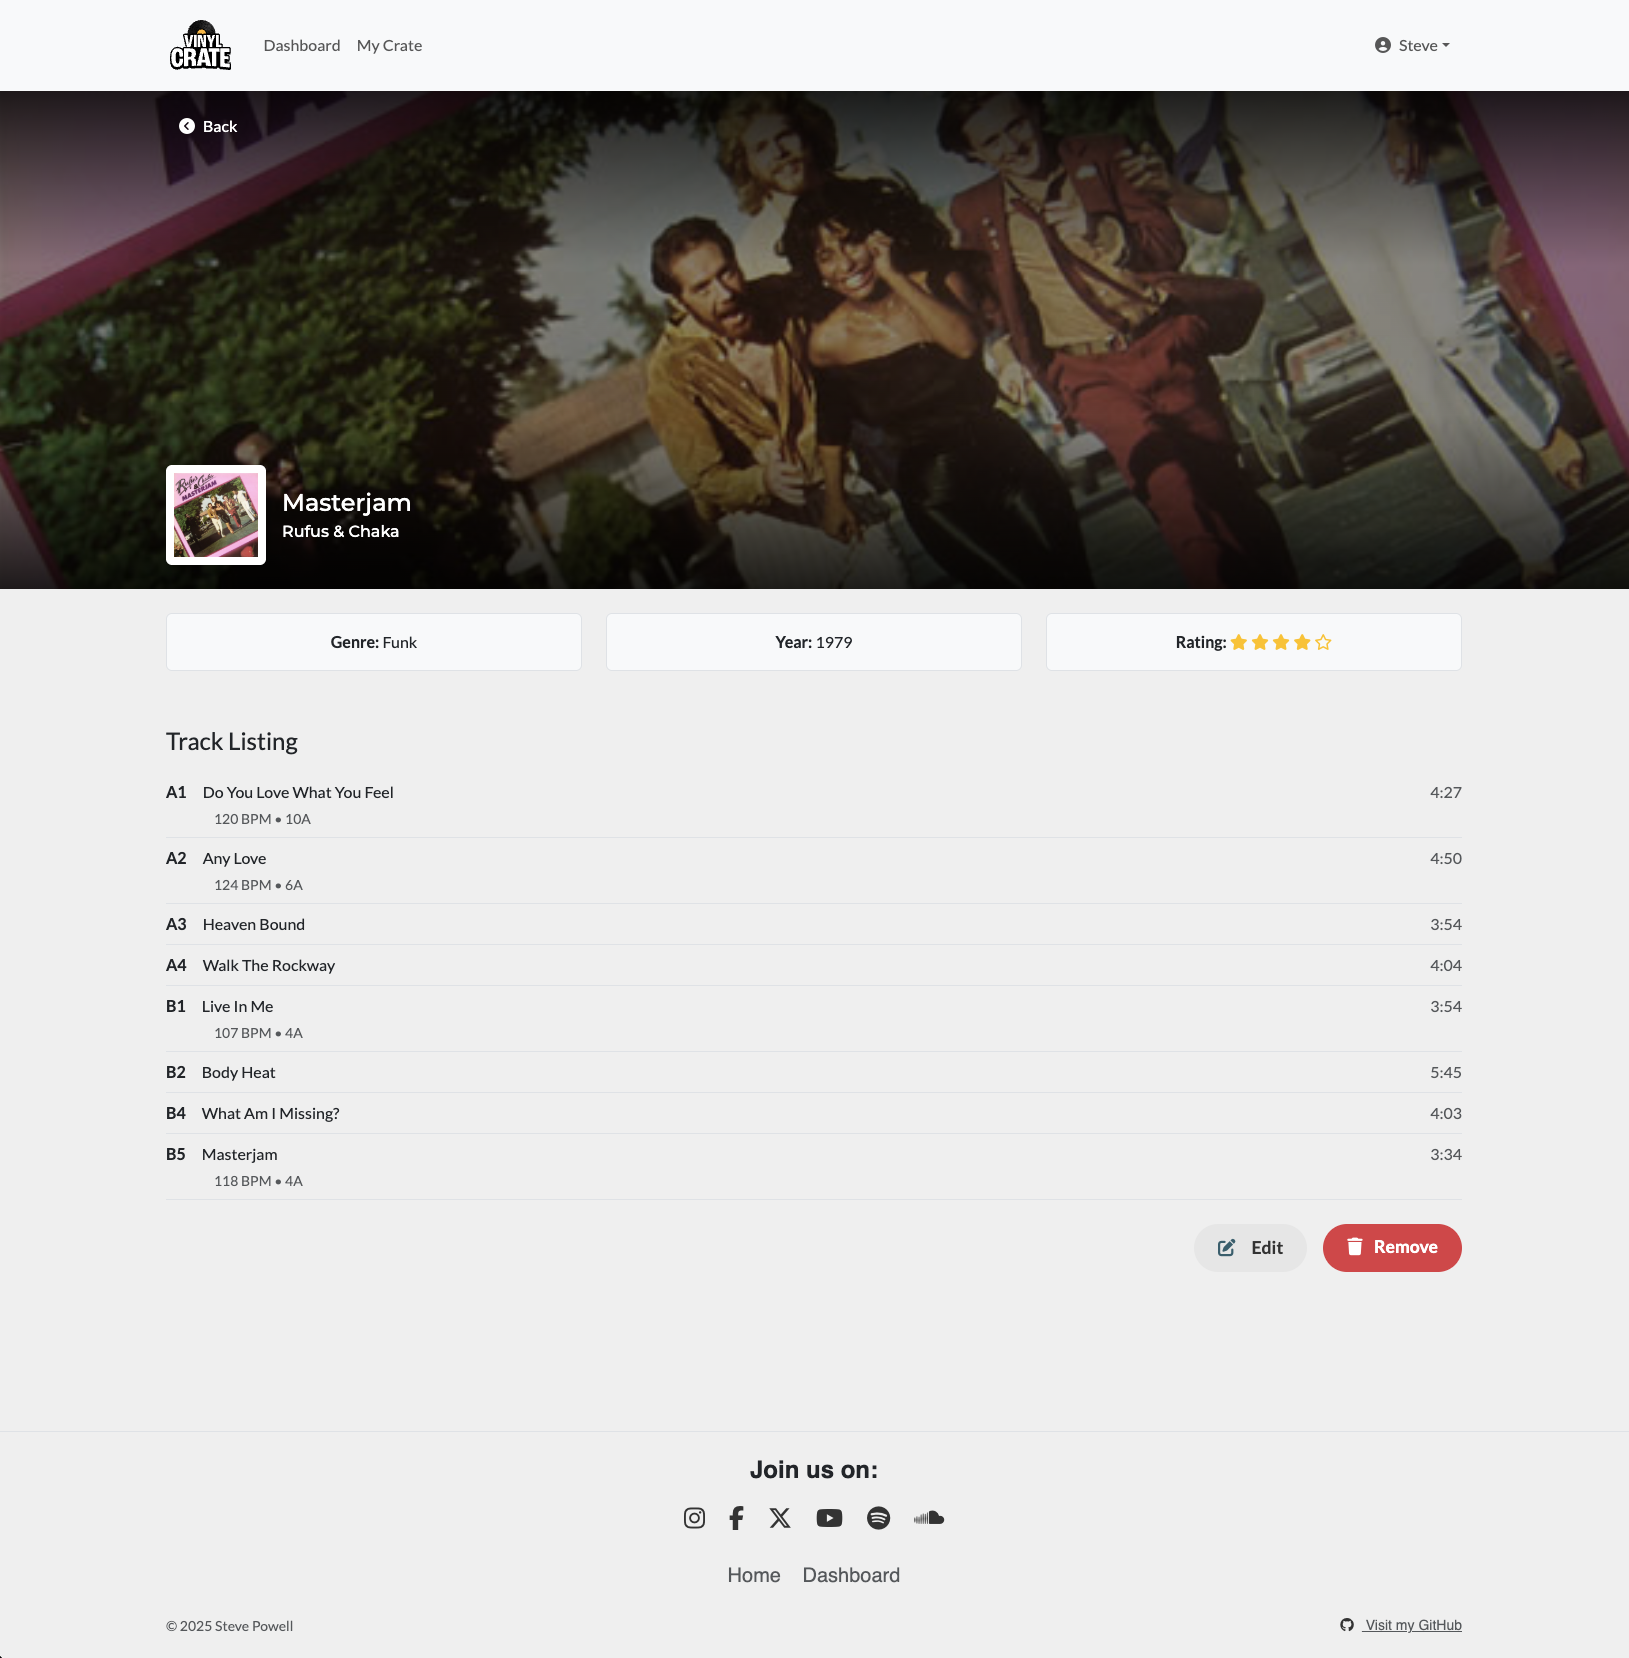 VINYL
CRATE
Dashboard My Crate
Steve
Back
MA
Rufus & Chaka
MASTERJAM
Masterjam
Rufus & Chaka
Genre: Funk
Year: 1979
Rating:
Track Listing
A1 Do You Love What You Feel 4:27
120 BPM • 10A
A2 Any Love 4:50
124 BPM • 6A
A3 Heaven Bound 3:54
A4 Walk The Rockway 4:04
B1 Live In Me 3:54
107 BPM • 4A
B2 Body Heat 5:45
B4 What Am I Missing? 4:03
B5 Masterjam 3:34
118 BPM • 4A
Edit
Remove
Join us on:
Home Dashboard
© 2025 Steve Powell
Visit my GitHub